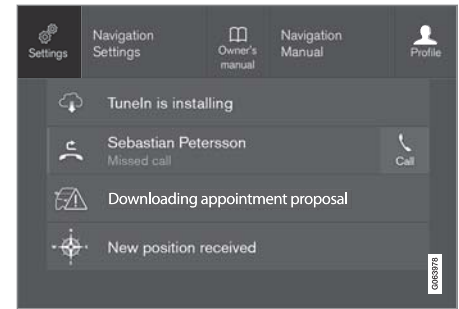 Settings
Navigation
Settings
Owner's
manual
Navigation
Manual
Profile
TuneIn is installing
Sebastian Petersson
Missed call
Call
Downloading appointment proposal
New position received
G063978